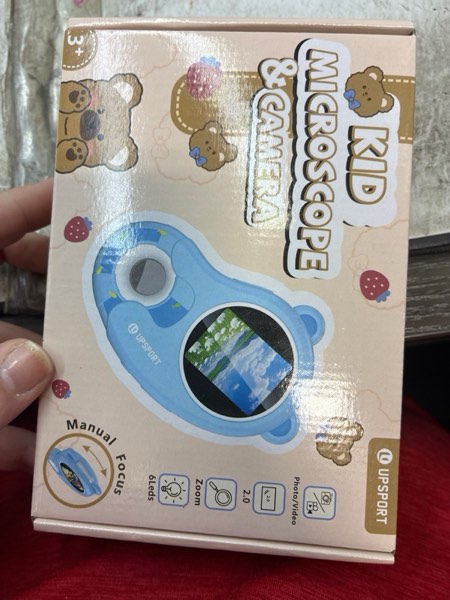 3+
KID
MICROSCOPE
& CAMERA
UPSPORT
UPSPORT
Manual Focus
6Leds
Zoom
2.0
Photo/Video